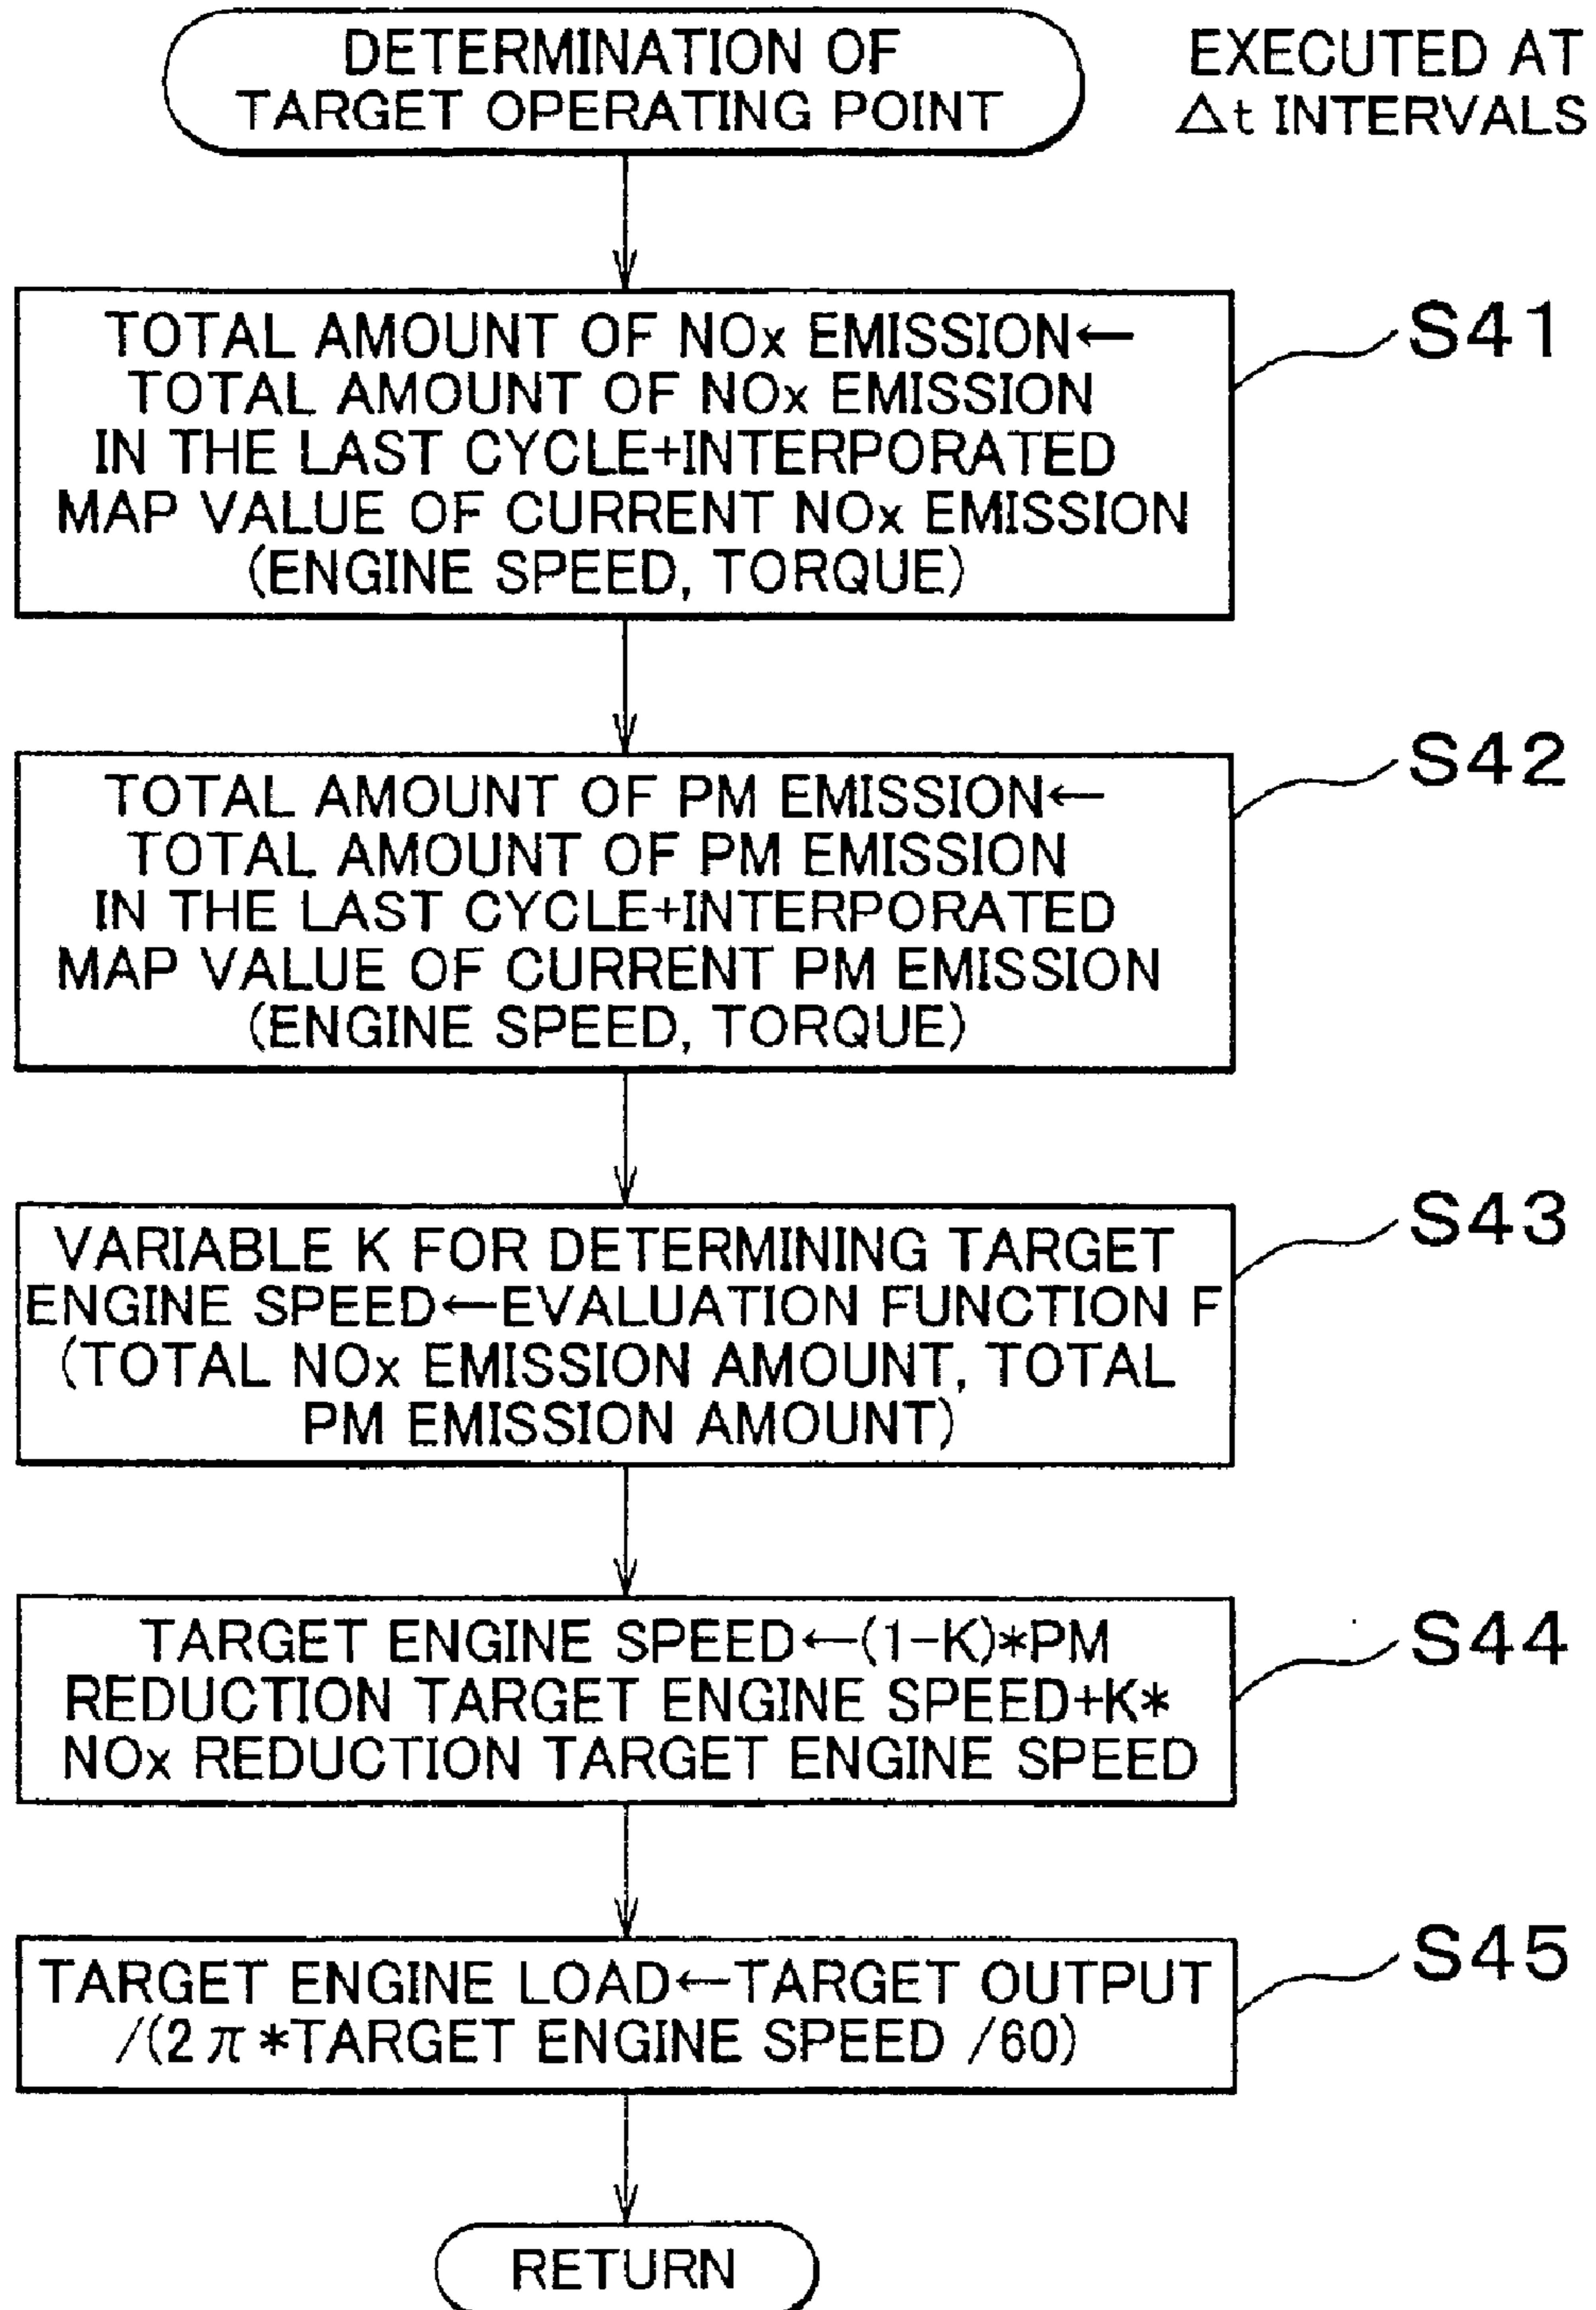 DETERMINATION OF
TARGET OPERATING POINT
EXECUTED AT
Δt INTERVALS
TOTAL AMOUNT OF NOx EMISSION←
TOTAL AMOUNT OF NOx EMISSION
IN THE LAST CYCLE+INTERPORATED
MAP VALUE OF CURRENT NOx EMISSION
(ENGINE SPEED, TORQUE)
S41
TOTAL AMOUNT OF PM EMISSION←
TOTAL AMOUNT OF PM EMISSION
IN THE LAST CYCLE+INTERPORATED
MAP VALUE OF CURRENT PM EMISSION
(ENGINE SPEED, TORQUE)
S42
VARIABLE K FOR DETERMINING TARGET
ENGINE SPEED←EVALUATION FUNCTION F
(TOTAL NOx EMISSION AMOUNT, TOTAL
PM EMISSION AMOUNT)
S43
TARGET ENGINE SPEED←(1-K)*PM
REDUCTION TARGET ENGINE SPEED+K*
NOx REDUCTION TARGET ENGINE SPEED
S44
TARGET ENGINE LOAD←TARGET OUTPUT
/(2π*TARGET ENGINE SPEED /60)
S45
RETURN